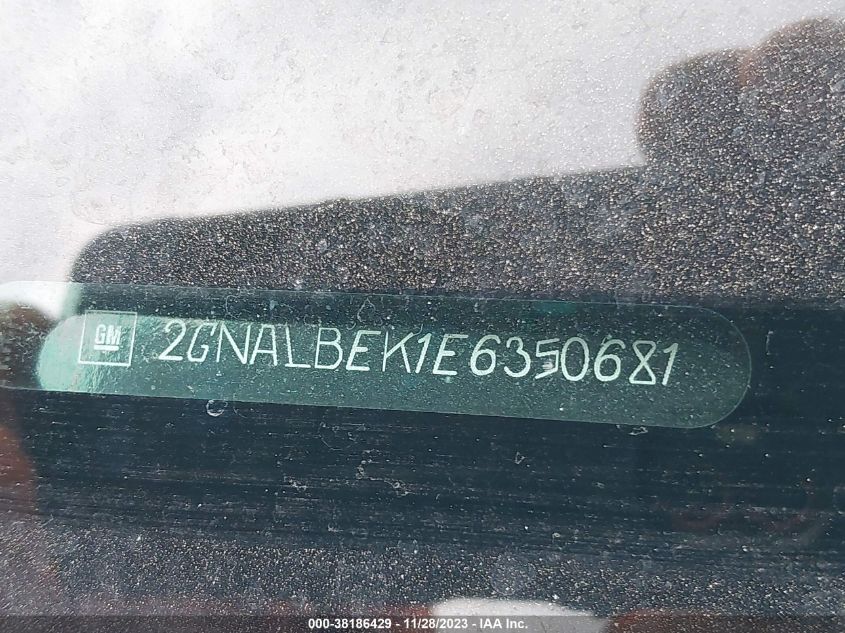 GM 2GNALBEK1E6350681
000-38186429 - 11/28/2023 - IAA Inc.